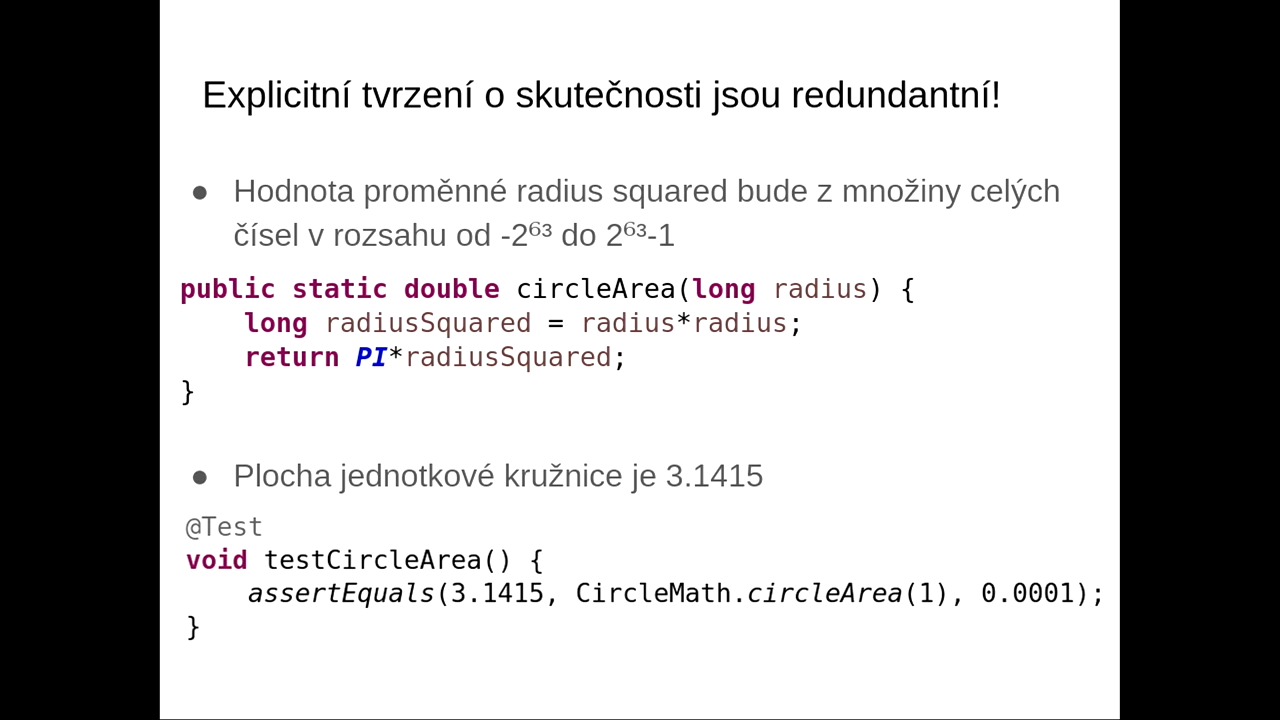 Explicitní tvrzení o skutečnosti jsou redundantní!
● Hodnota proměnné radius squared bude z množiny celých
čísel v rozsahu od -2⁶³ do 2⁶³-1
public static double circleArea(long radius) {
    long radiusSquared = radius*radius;
    return PI*radiusSquared;
}
● Plocha jednotkové kružnice je 3.1415
@Test
void testCircleArea() {
    assertEquals(3.1415, CircleMath.circleArea(1), 0.0001);
}